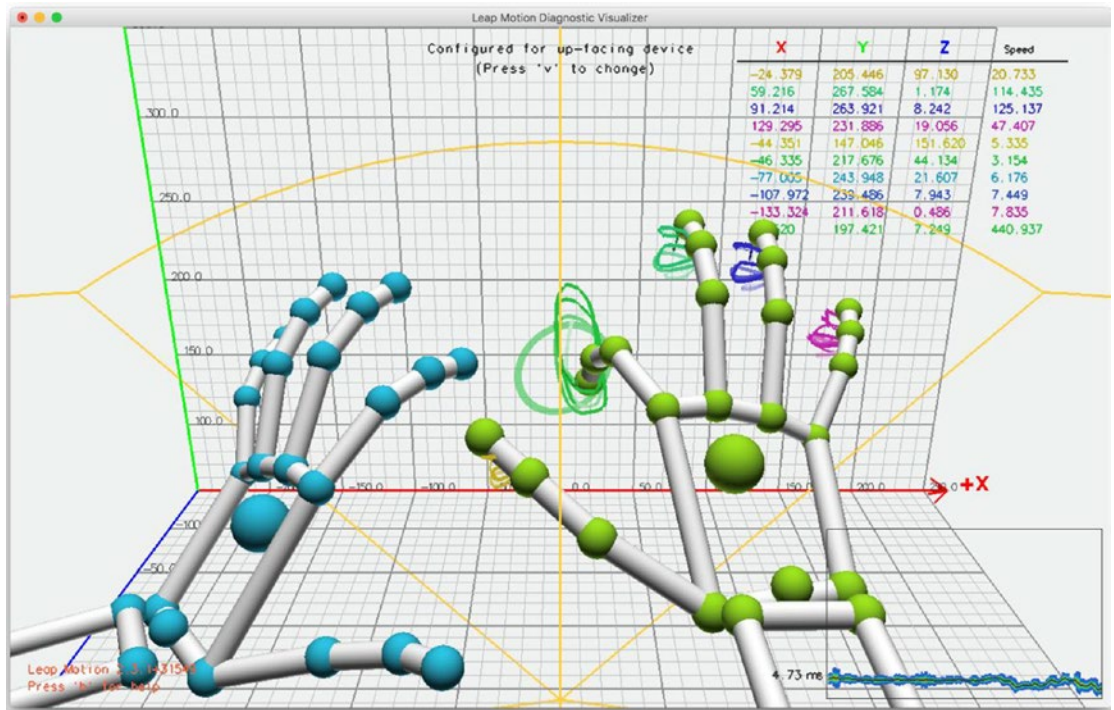 Leap Motion Diagnostic Visualizer
Configured for up-facing device
(Press 'v' to change)
X Y Z Speed
-24.379 205.446 97.130 20.733
59.216 267.584 1.174 114.435
91.214 263.921 8.242 125.137
129.295 231.886 19.056 47.407
-44.351 147.046 151.620 5.335
-46.335 217.676 44.134 3.154
-77.005 243.948 21.607 6.176
-107.972 239.486 7.943 7.449
-133.324 211.618 0.486 7.835
197.421 7.249 440.937
300.0
250.0
200.0
150.0
100.0
-150.0 -100.0 -50.0 0.0 50.0 150.0 200.0
+X
-100.0
-50.0
Leap Motion
Press 'h' for help
4.73 ms